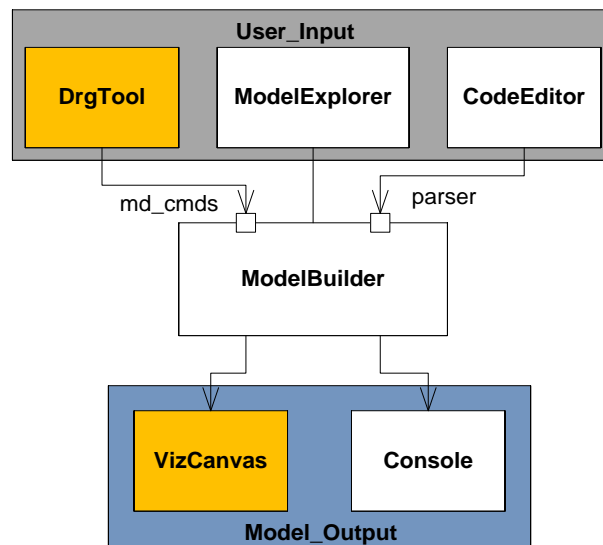 User_Input
DrgTool
ModelExplorer
CodeEditor
md_cmds
parser
ModelBuilder
VizCanvas
Console
Model_Output